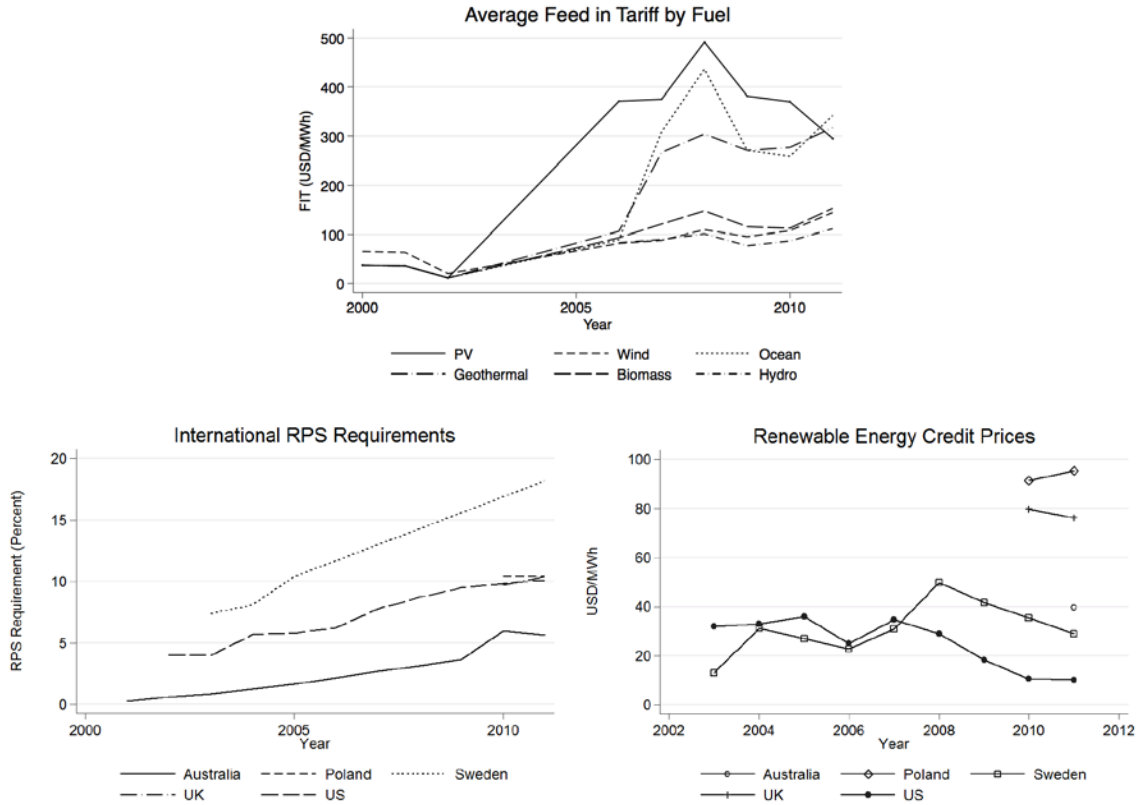 Average Feed in Tariff by Fuel
500
400
300
200
100
0
FIT (USD/MWh)
2000 2005 2010
Year
PV Wind Ocean
Geothermal Biomass Hydro
International RPS Requirements
20
15
10
5
0
RPS Requirement (Percent)
2000 2005 2010
Year
Australia Poland Sweden
UK US
Renewable Energy Credit Prices
100
80
60
40
20
0
USD/MWh
2002 2004 2006 2008 2010 2012
Year
Australia Poland Sweden
UK US